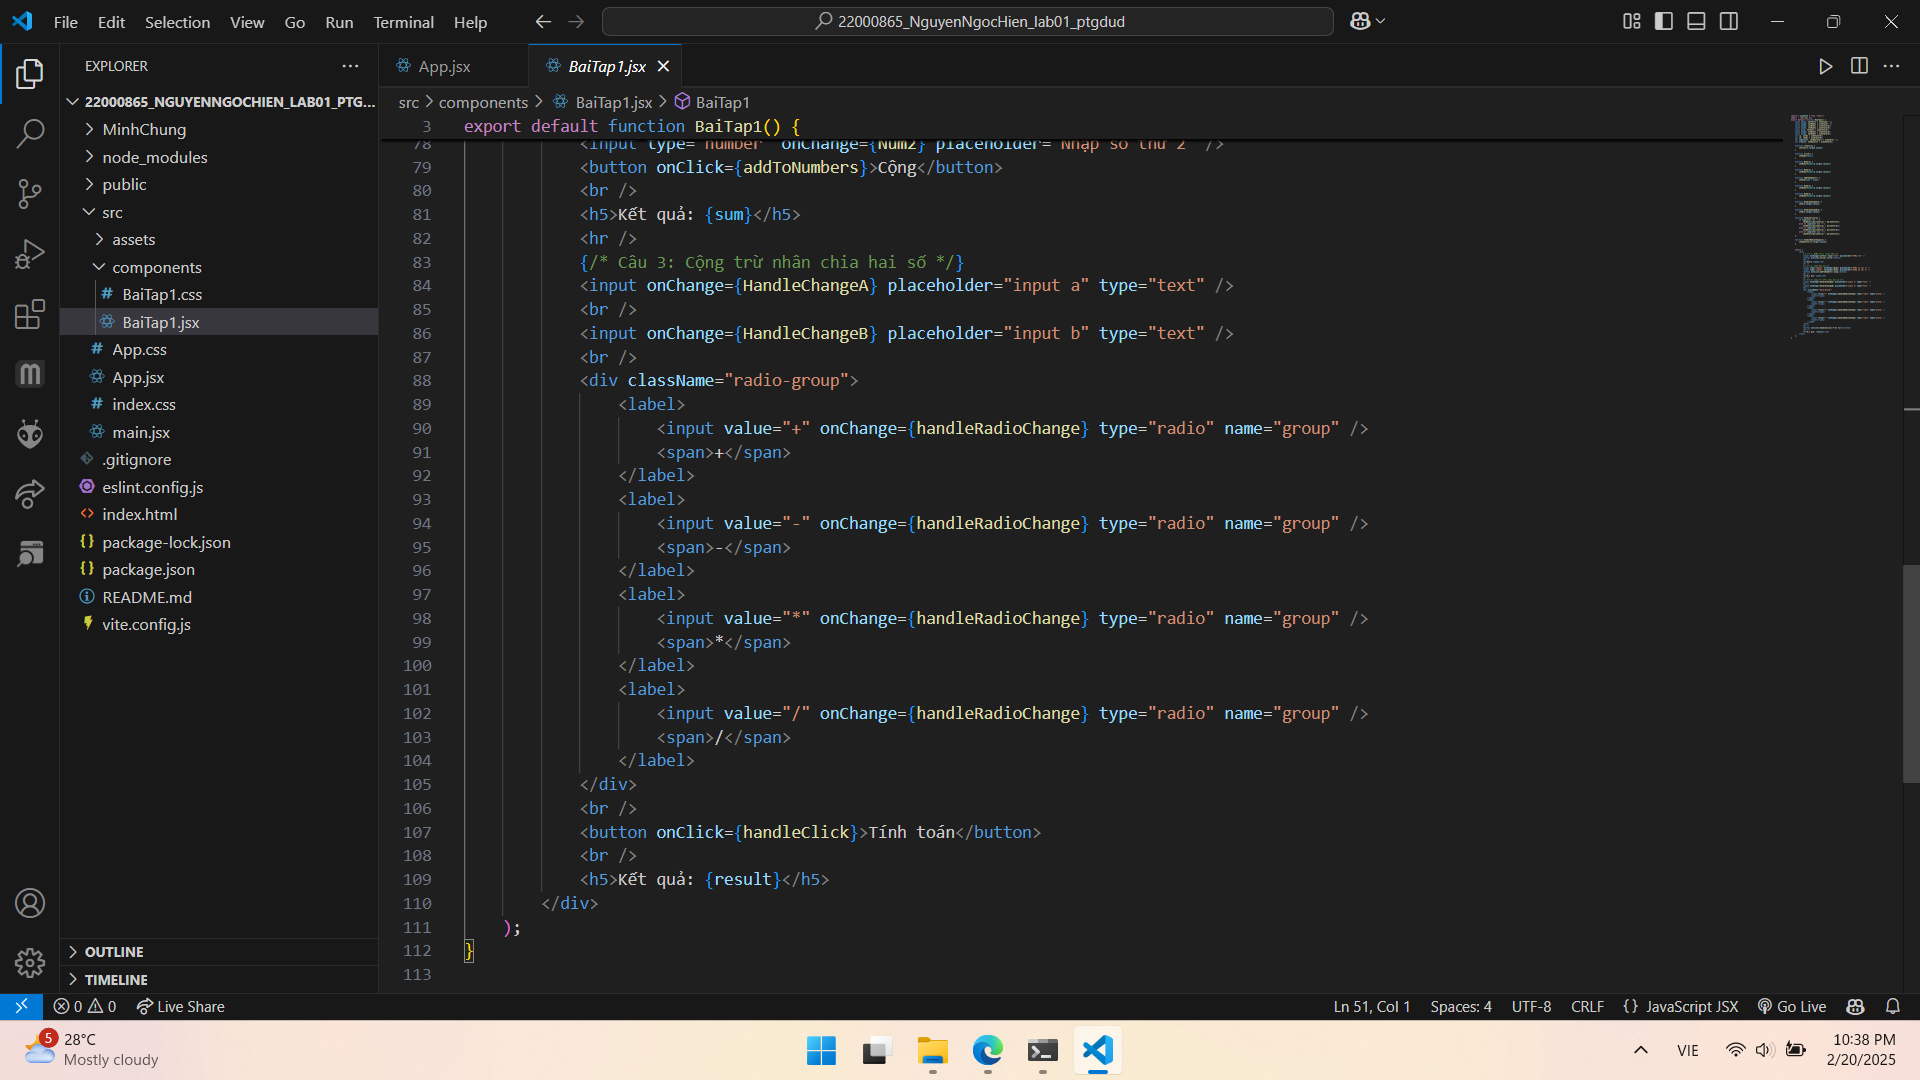 File Edit Selection View Go Run Terminal Help
22000865_NguyenNgocHien_lab01_ptgdud
EXPLORER
22000865_NGUYENNGOCHIEN_LAB01_PTG...
MinhChung
node_modules
public
src
assets
components
BaiTap1.css
BaiTap1.jsx
App.css
App.jsx
index.css
main.jsx
.gitignore
eslint.config.js
index.html
package-lock.json
package.json
README.md
vite.config.js
OUTLINE
TIMELINE
App.jsx
BaiTap1.jsx
src > components > BaiTap1.jsx > BaiTap1
3 export default function BaiTap1() {
78 <input type="number" onChange={Num2} placeholder="Nhập số thứ 2" />
79 <button onClick={addToNumbers}>Cộng</button>
80 <br />
81 <h5>Kết quả: {sum}</h5>
82 <hr />
83 {/* Câu 3: Cộng trừ nhân chia hai số */}
84 <input onChange={HandleChangeA} placeholder="input a" type="text" />
85 <br />
86 <input onChange={HandleChangeB} placeholder="input b" type="text" />
87 <br />
88 <div className="radio-group">
89 <label>
90 <input value="+" onChange={handleRadioChange} type="radio" name="group" />
91 <span>+</span>
92 </label>
93 <label>
94 <input value="-" onChange={handleRadioChange} type="radio" name="group" />
95 <span>-</span>
96 </label>
97 <label>
98 <input value="*" onChange={handleRadioChange} type="radio" name="group" />
99 <span>*</span>
100 </label>
101 <label>
102 <input value="/" onChange={handleRadioChange} type="radio" name="group" />
103 <span>/</span>
104 </label>
105 </div>
106 <br />
107 <button onClick={handleClick}>Tính toán</button>
108 <br />
109 <h5>Kết quả: {result}</h5>
110 </div>
111 );
112 }
113
0 0 Live Share
Ln 51, Col 1 Spaces: 4 UTF-8 CRLF {} JavaScript JSX Go Live
5
28°C
Mostly cloudy
VIE
10:38 PM
2/20/2025